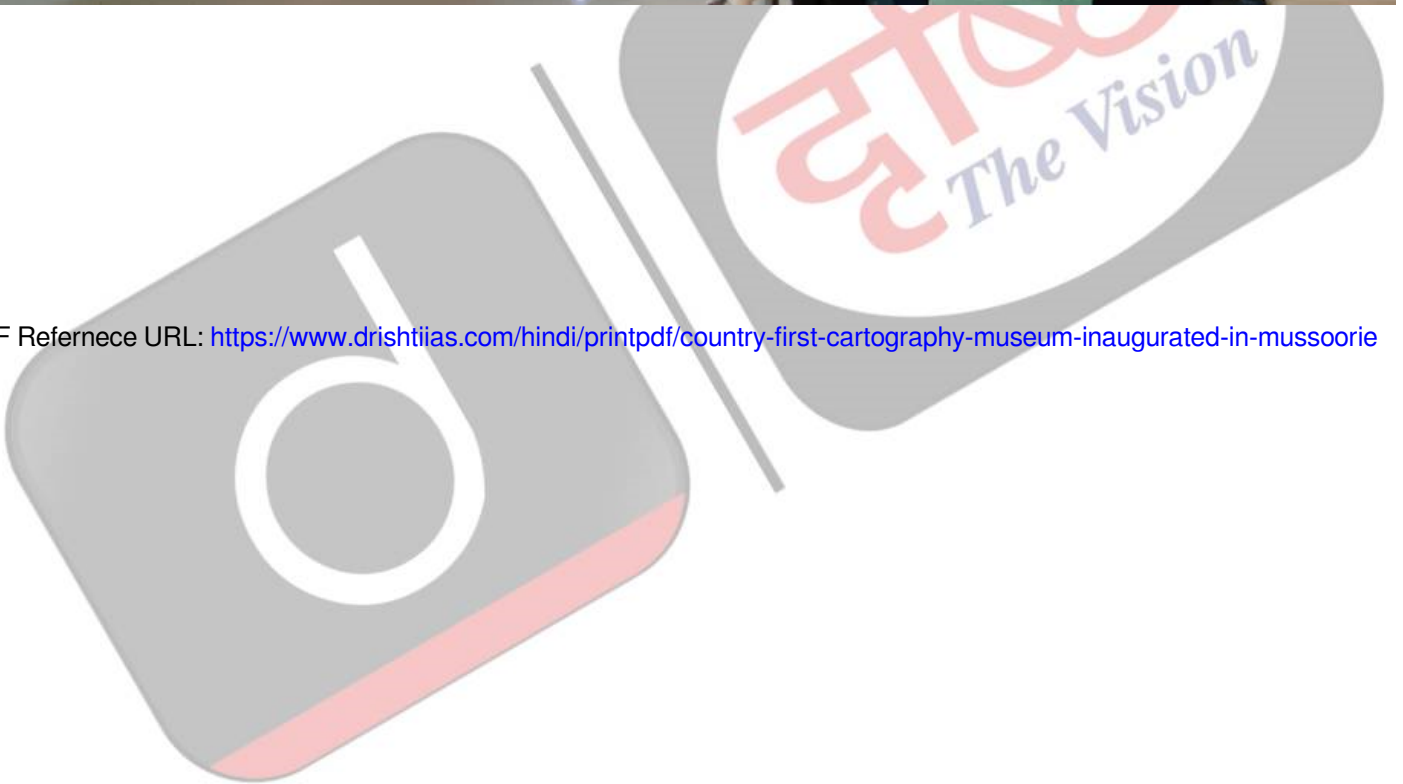 The Vision
F Refernece URL: https://www.drishtiias.com/hindi/printpdf/country-first-cartography-museum-inaugurated-in-mussoorie
d